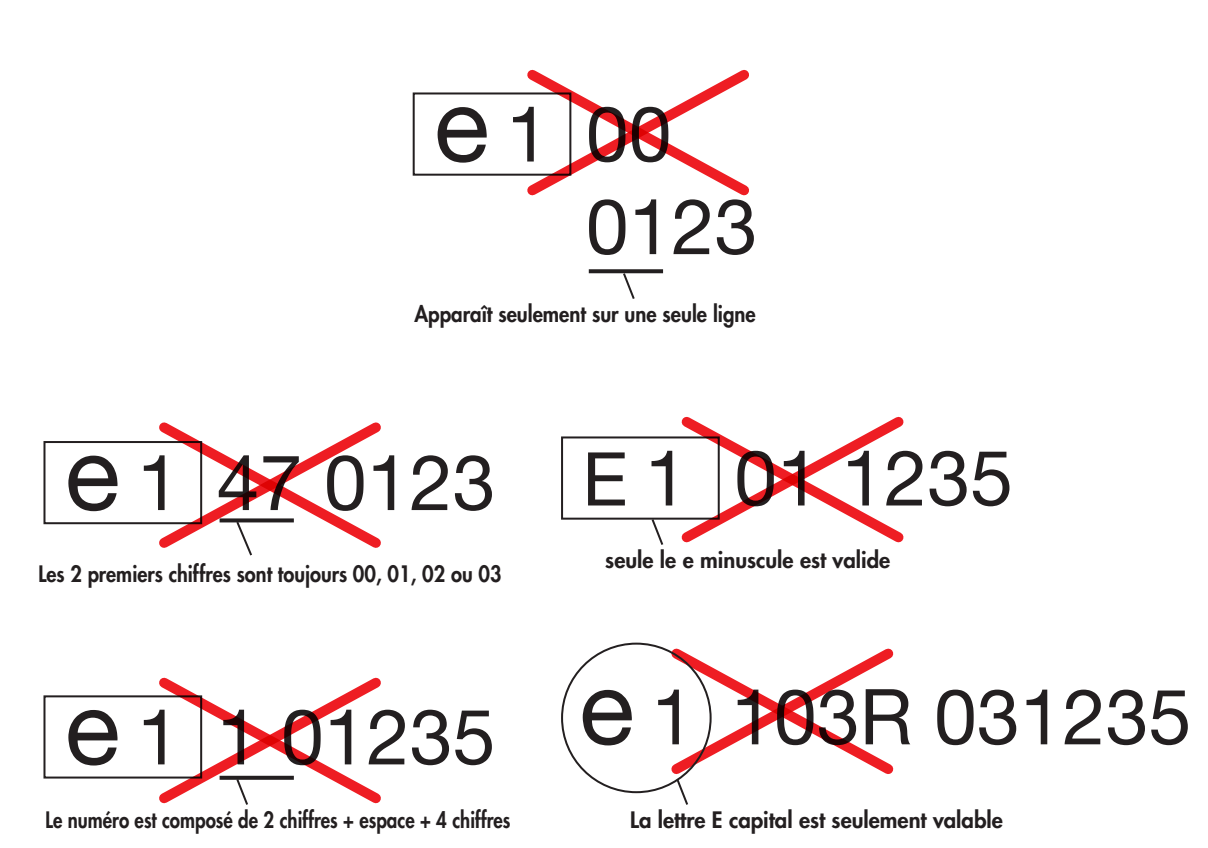 e 1 00
0123
Apparaît seulement sur une seule ligne
e 1 47 0123
Les 2 premiers chiffres sont toujours 00, 01, 02 ou 03
E 1 01 1235
seule le e minuscule est valide
e 1 1 01235
Le numéro est composé de 2 chiffres + espace + 4 chiffres
e 1 103R 031235
La lettre E capital est seulement valable